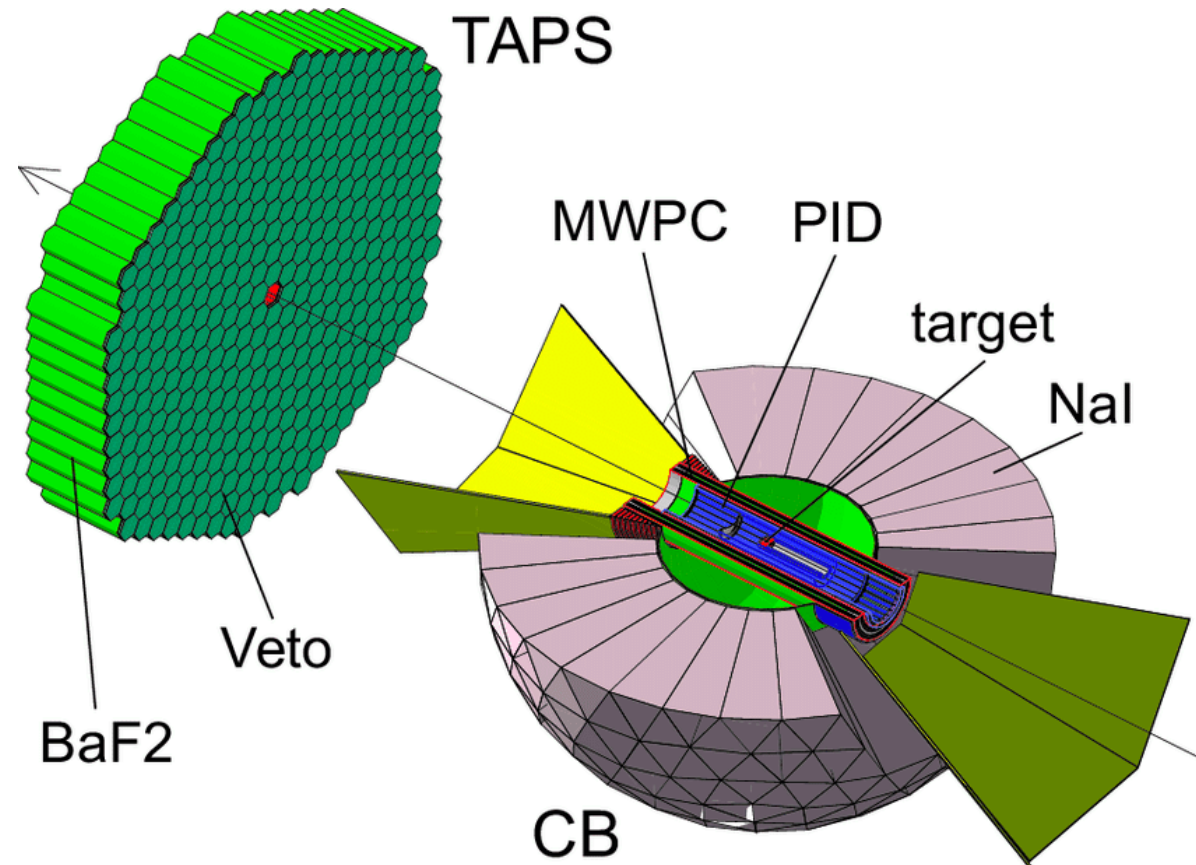 TAPS
MWPC
PID
target
NaI
Veto
BaF2
CB